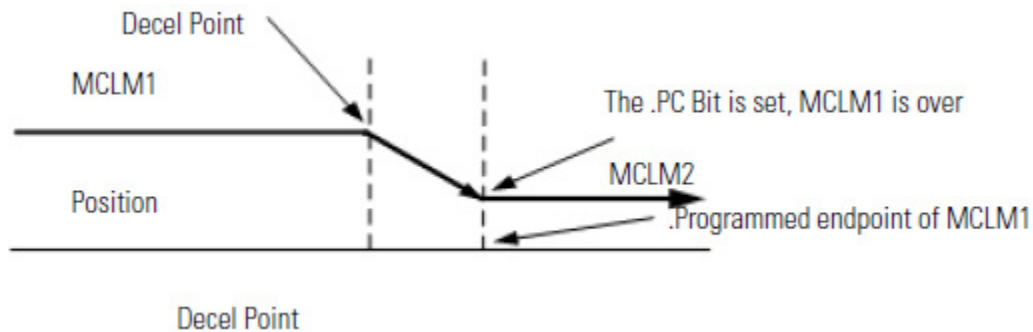 Decel Point
MCLM1
The .PC Bit is set, MCLM1 is over
MCLM2
Position
.Programmed endpoint of MCLM1
Decel Point